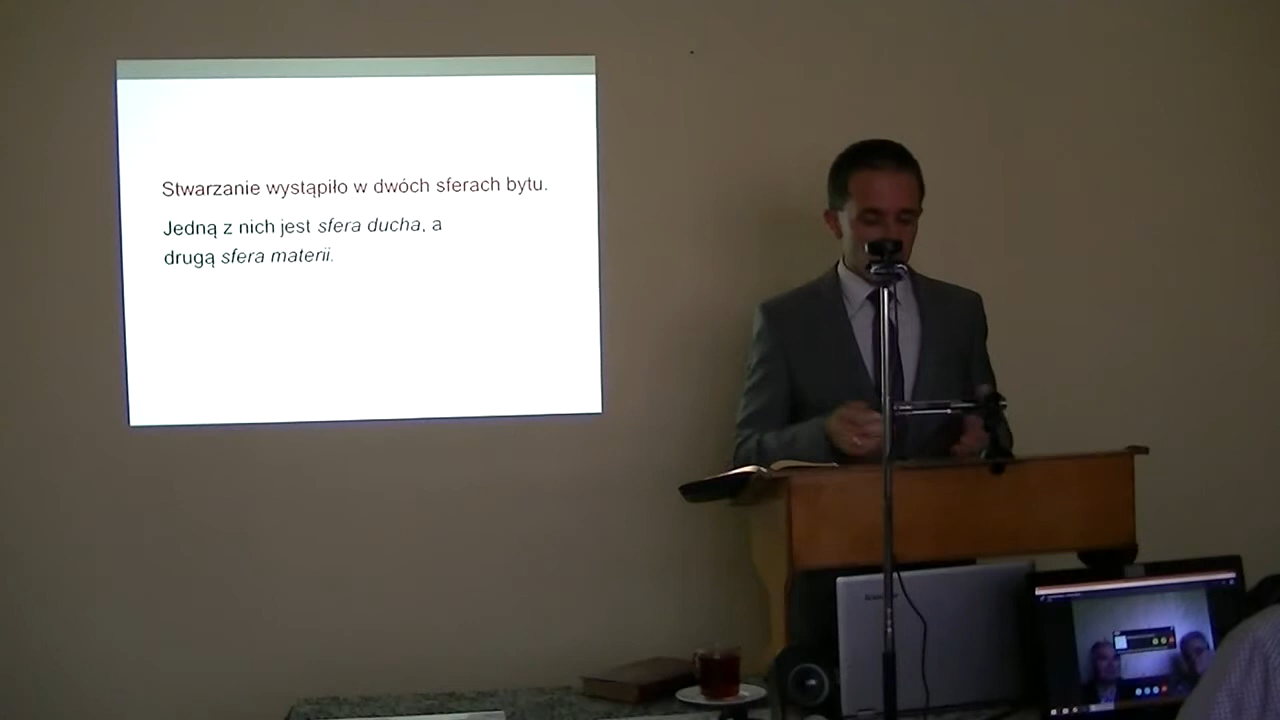 Stwarzanie wystąpiło w dwóch sferach bytu.
Jedną z nich jest sfera ducha, a
drugą sfera materii.